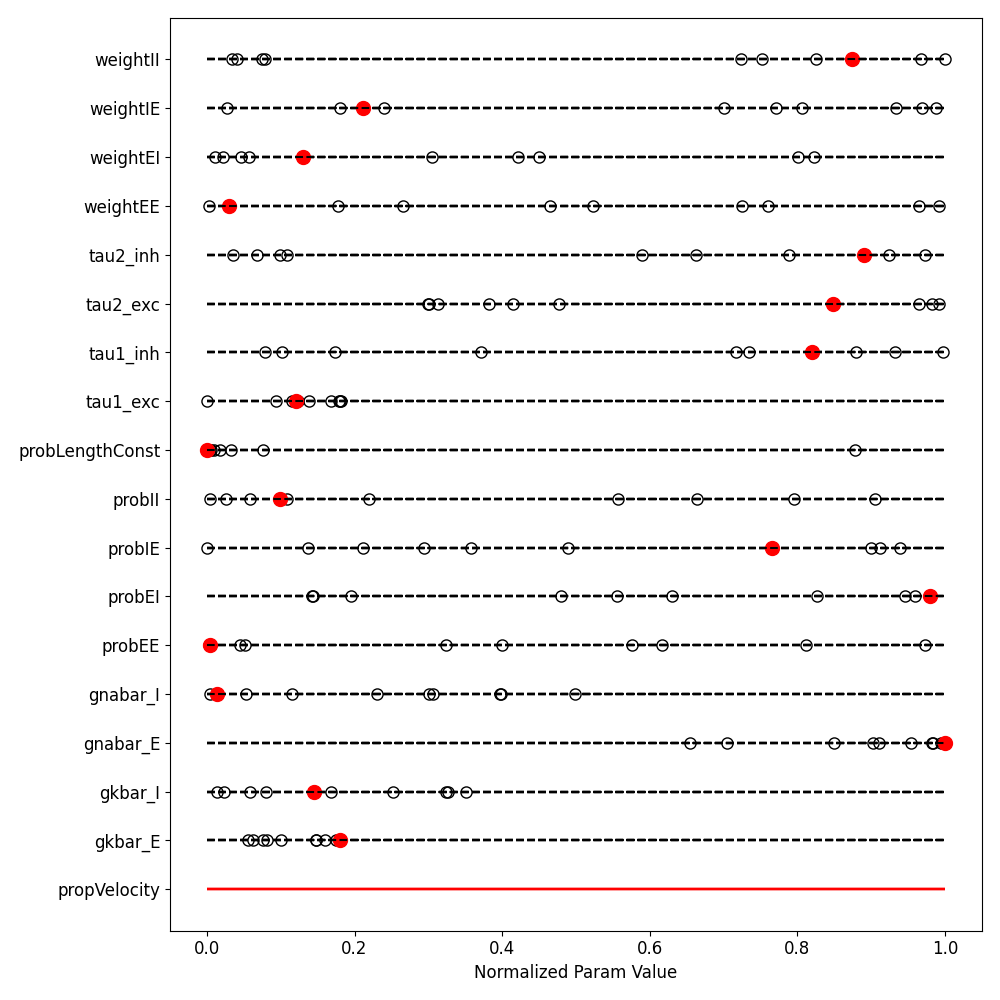 weightII
weightIE
weightEI
weightEE
tau2_inh
tau2_exc
tau1_inh
tau1_exc
probLengthConst
probII
probIE
probEI
probEE
gnabar_I
gnabar_E
gkbar_I
gkbar_E
propVelocity
0.0 0.2 0.4 0.6 0.8 1.0
Normalized Param Value